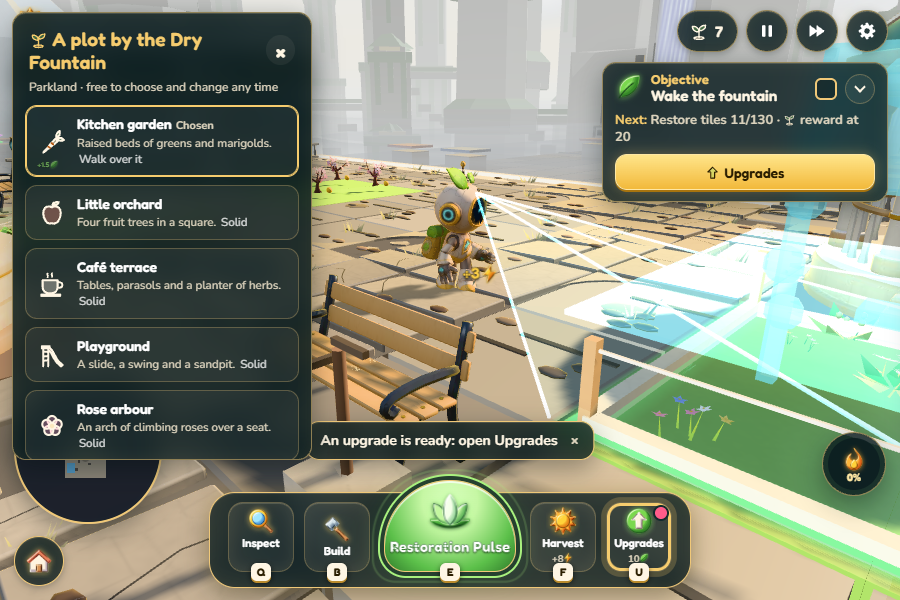 A plot by the Dry
Fountain
Parkland · free to choose and change any time
Kitchen garden Chosen
Raised beds of greens and marigolds.
Walk over it
+1.5
Little orchard
Four fruit trees in a square. Solid
Café terrace
Tables, parasols and a planter of herbs.
Solid
Playground
A slide, a swing and a sandpit. Solid
Rose arbour
An arch of climbing roses over a seat.
Solid
7
Objective
Wake the fountain
Next: Restore tiles 11/130 · reward at
20
Upgrades
+3
An upgrade is ready: open Upgrades ×
0%
Inspect
Q
Build
B
Restoration Pulse
E
Harvest
+8
F
Upgrades
10
U